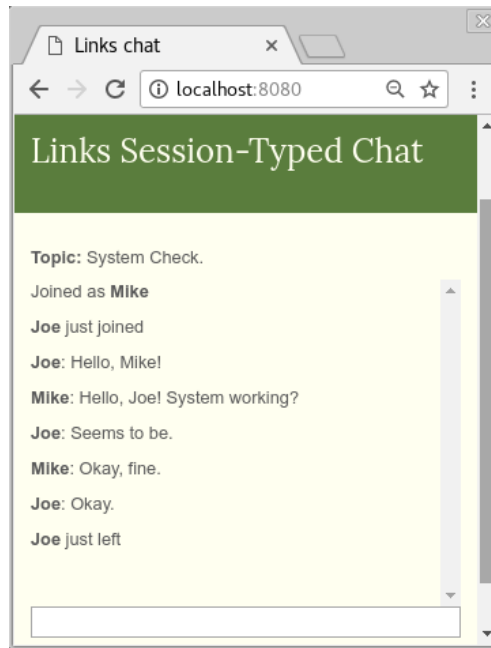 Links chat
localhost:8080
Links Session-Typed Chat
Topic: System Check.
Joined as Mike
Joe just joined
Joe: Hello, Mike!
Mike: Hello, Joe! System working?
Joe: Seems to be.
Mike: Okay, fine.
Joe: Okay.
Joe just left